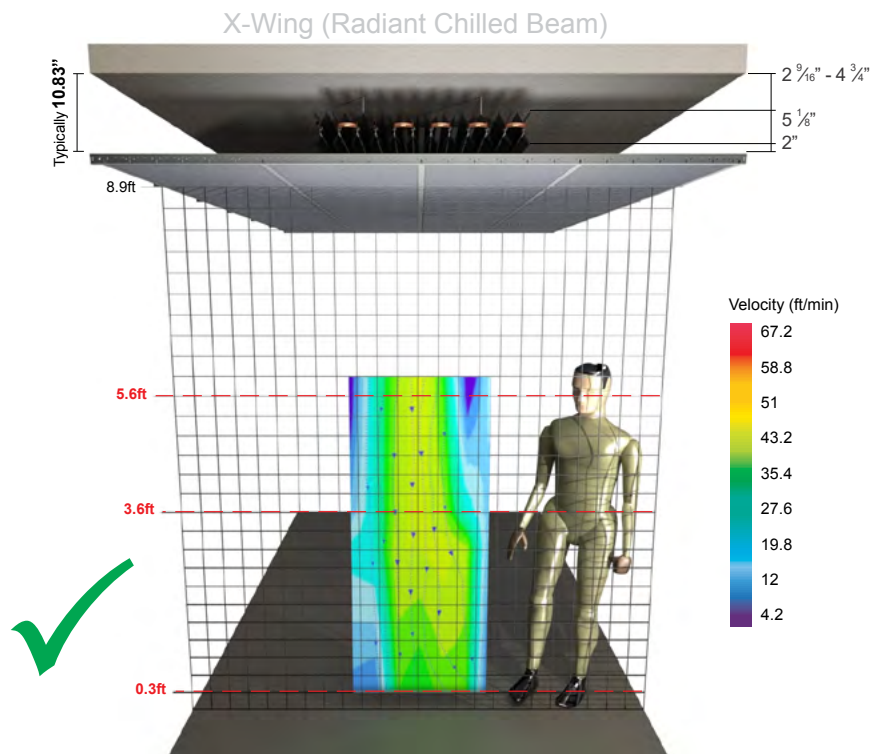 X-Wing (Radiant Chilled Beam)
Typically 10.83”
2 9/16” - 4 3/4”
5 1/8”
2”
8.9ft
Velocity (ft/min)
67.2
58.8
51
43.2
35.4
27.6
19.8
12
4.2
5.6ft
3.6ft
0.3ft